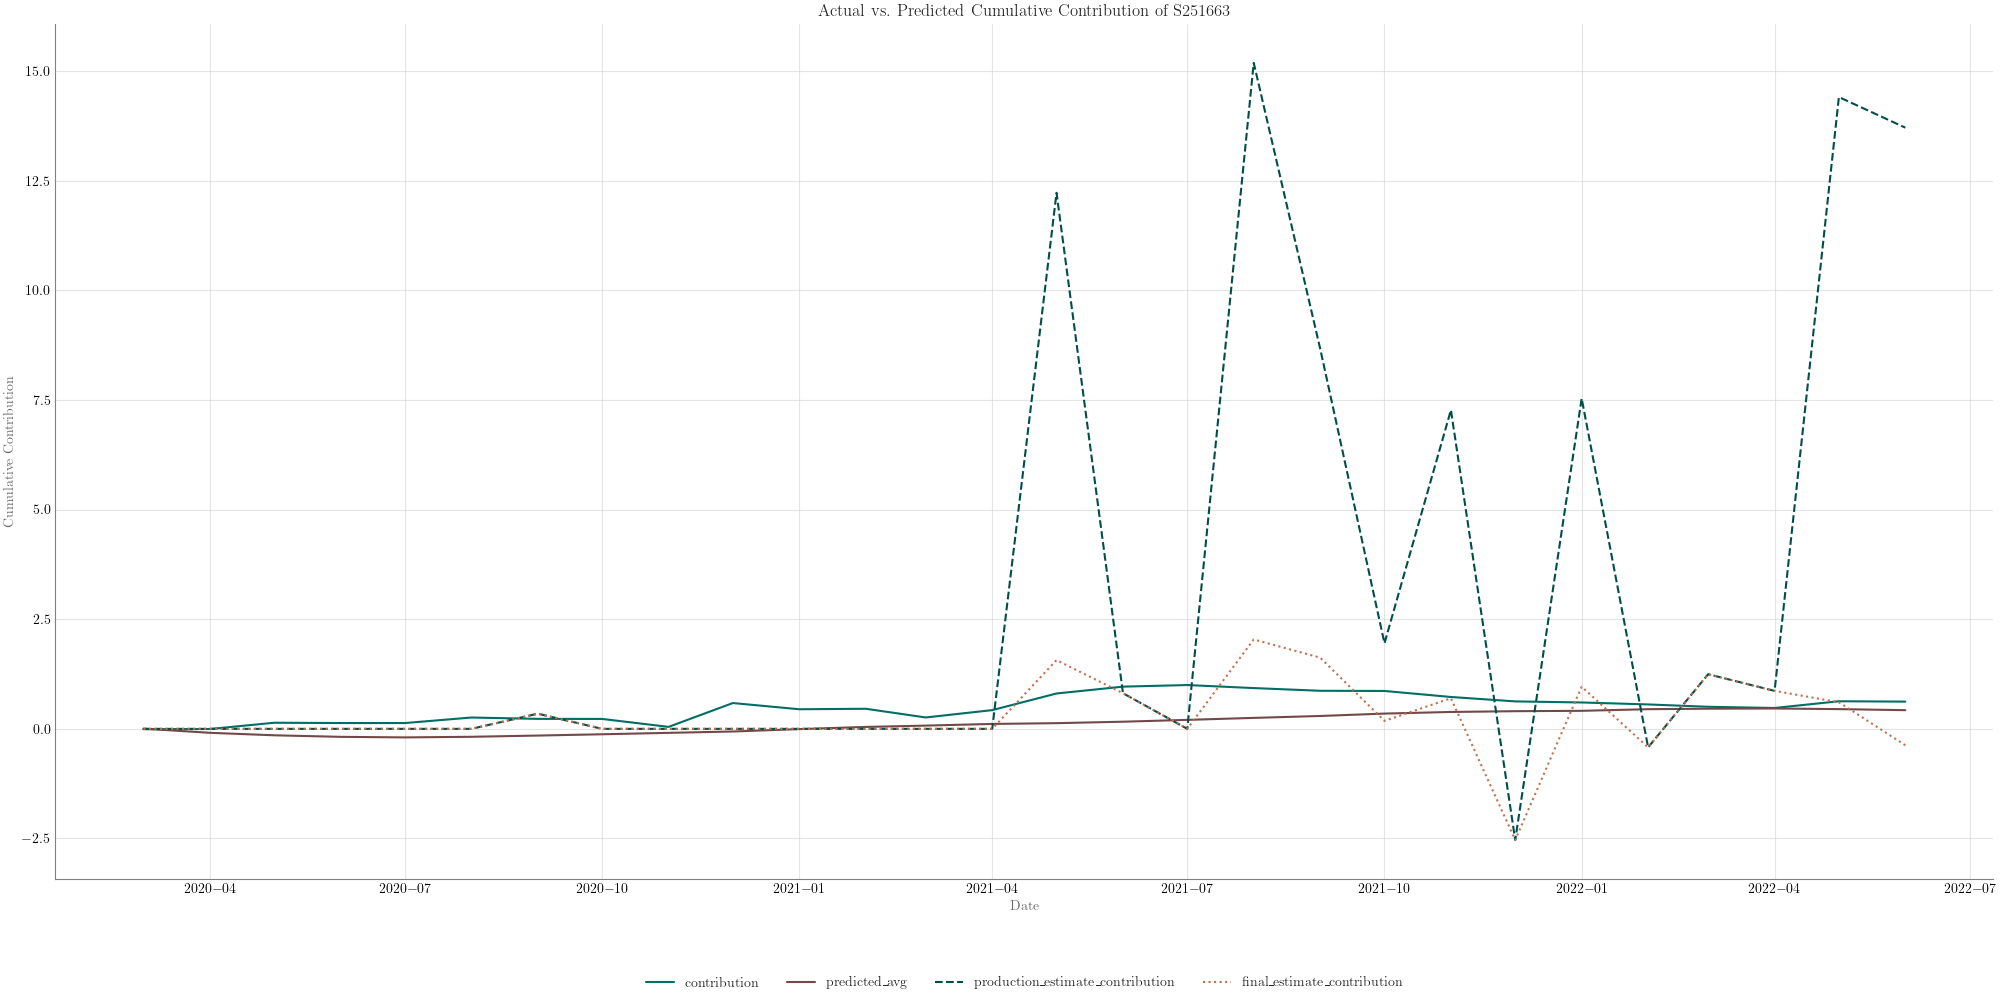 Actual vs. Predicted Cumulative Contribution of S251663
15.0
12.5
10.0
7.5
5.0
2.5
0.0
−2.5
Cumulative Contribution
2020−04 2020−07 2020−10 2021−01 2021−04 2021−07 2021−10 2022−01 2022−04 2022−07
Date
contribution predicted_avg production_estimate_contribution final_estimate_contribution